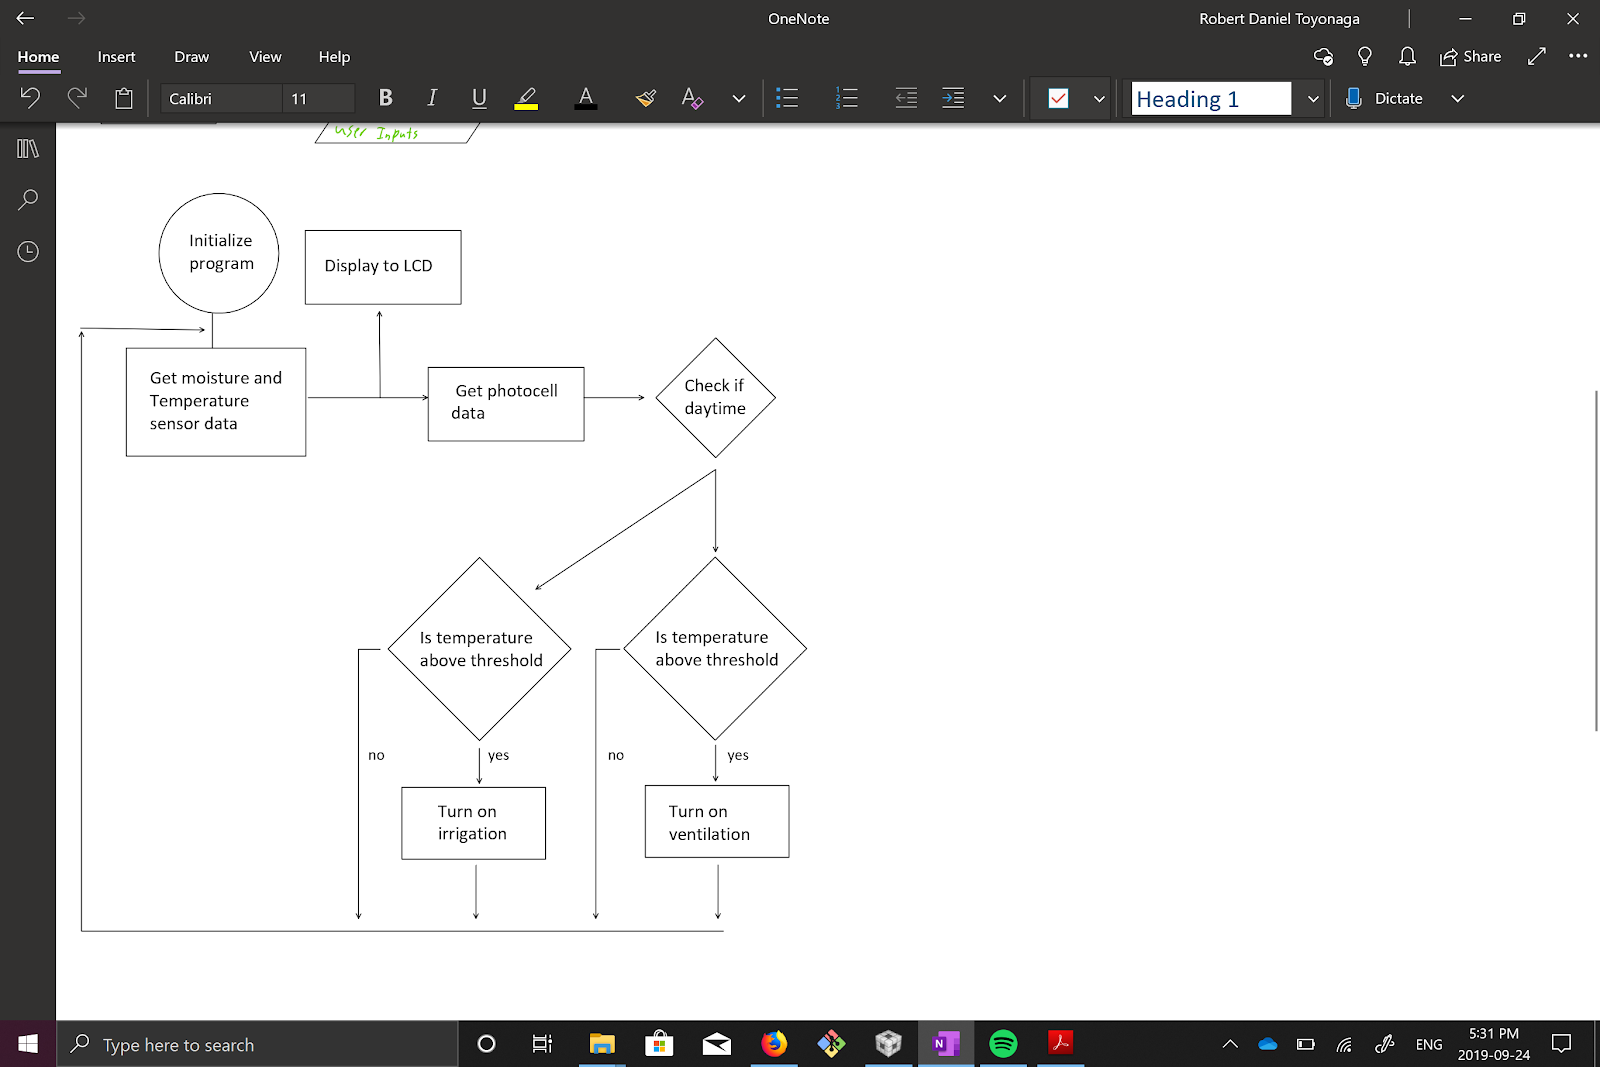 OneNote
Robert Daniel Toyonaga
Home Insert Draw View Help
Share
Calibri 11 B I U A A
Heading 1
Dictate
user Inputs
Initialize
program
Display to LCD
Get moisture and
Temperature
sensor data
Get photocell
data
Check if
daytime
Is temperature
above threshold
Is temperature
above threshold
no
yes
no
yes
Turn on
irrigation
Turn on
ventilation
Type here to search
N
ENG
5:31 PM
2019-09-24